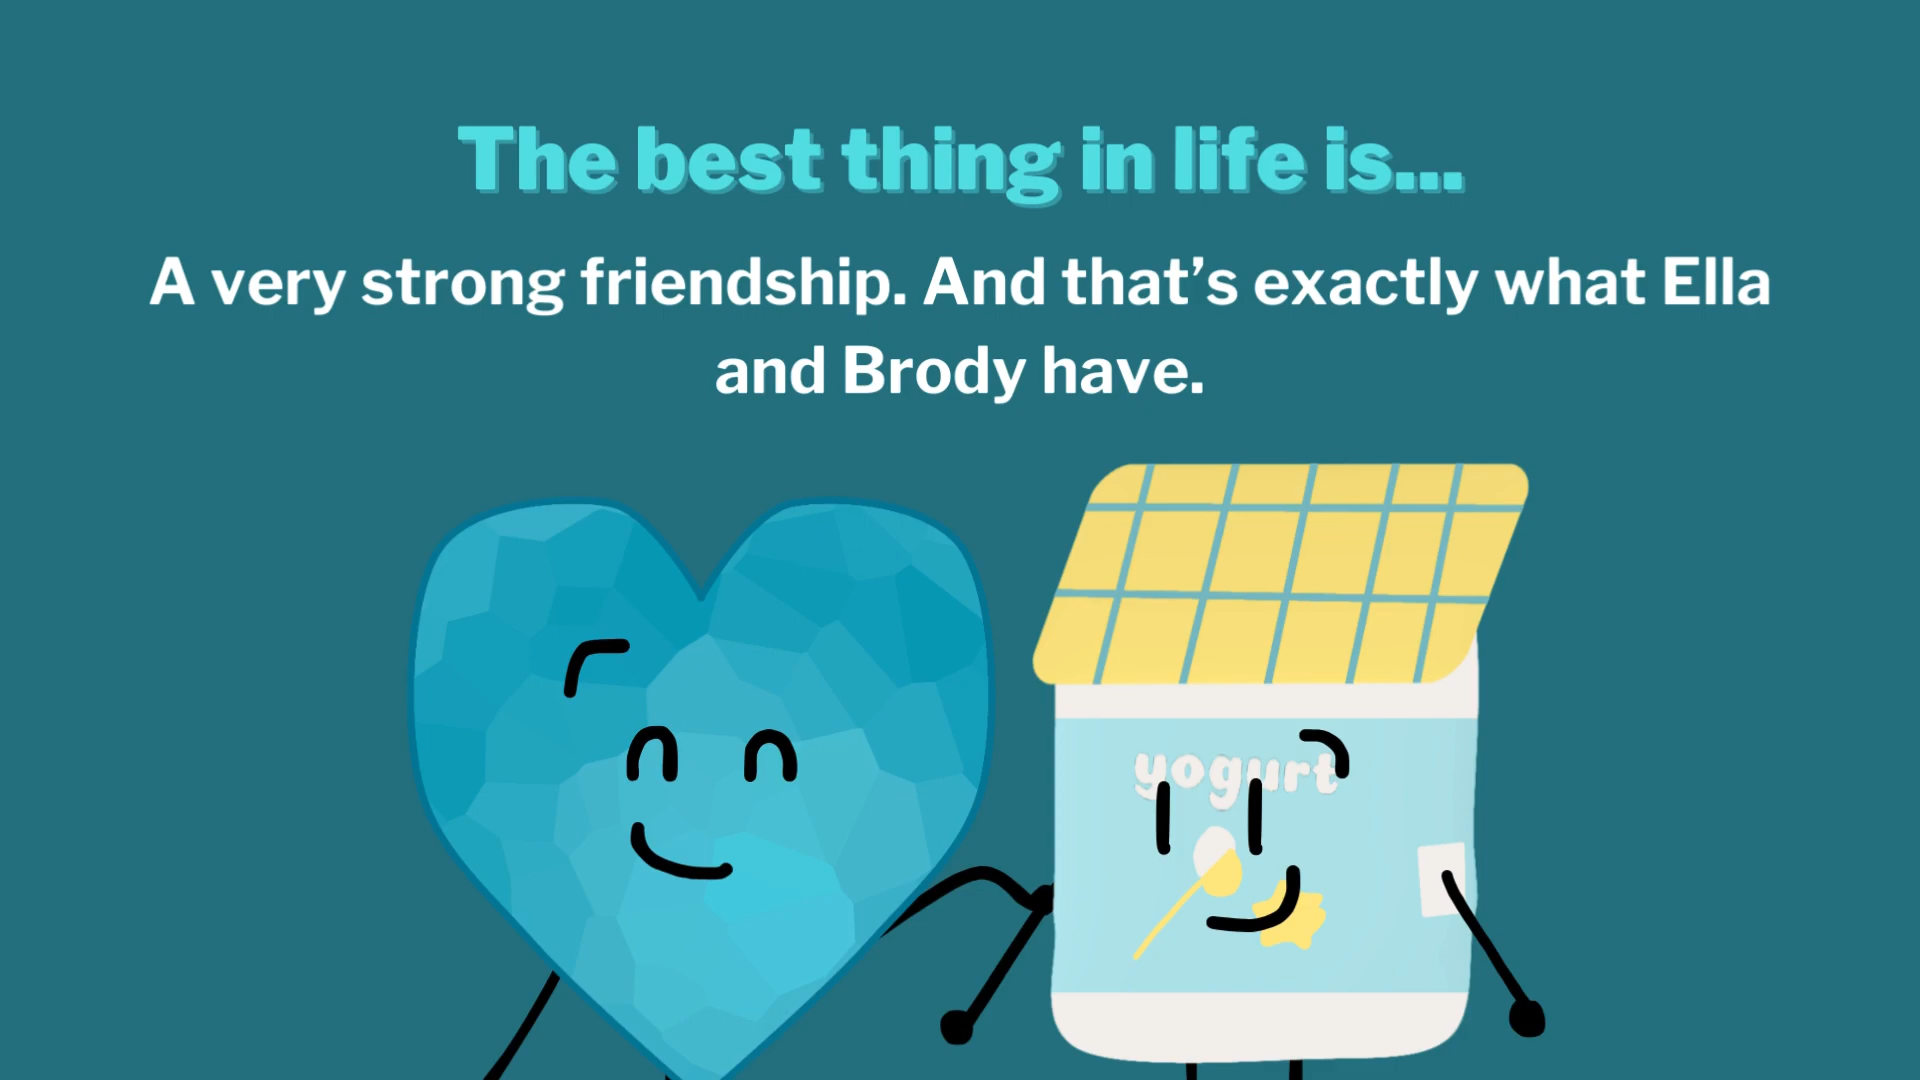 The best thing in life is...
A very strong friendship. And that’s exactly what Ella
and Brody have.
yogurt